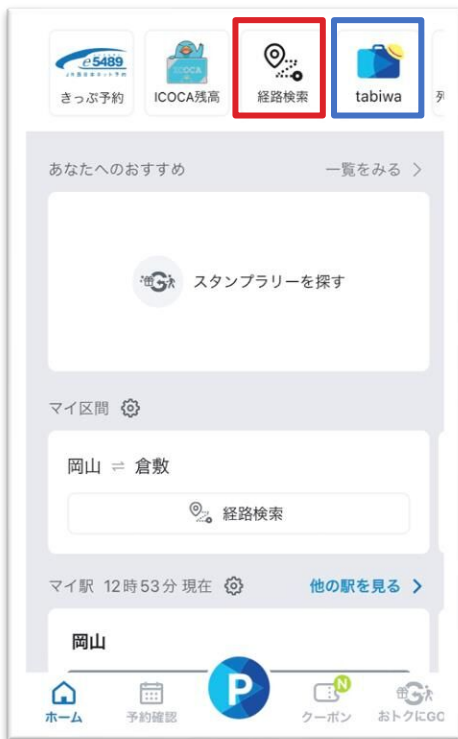 e5489
JR西日本ネット予約
きっぷ予約
ICOCA
ICOCA残高
経路検索
tabiwa
あなたへのおすすめ
一覧をみる >
スタンプラリーを探す
マイ区間
岡山 ⇌ 倉敷
経路検索
マイ駅 12時53分 現在
他の駅を見る >
岡山
ホーム
予約確認
P
N
クーポン
G
おトクにGO